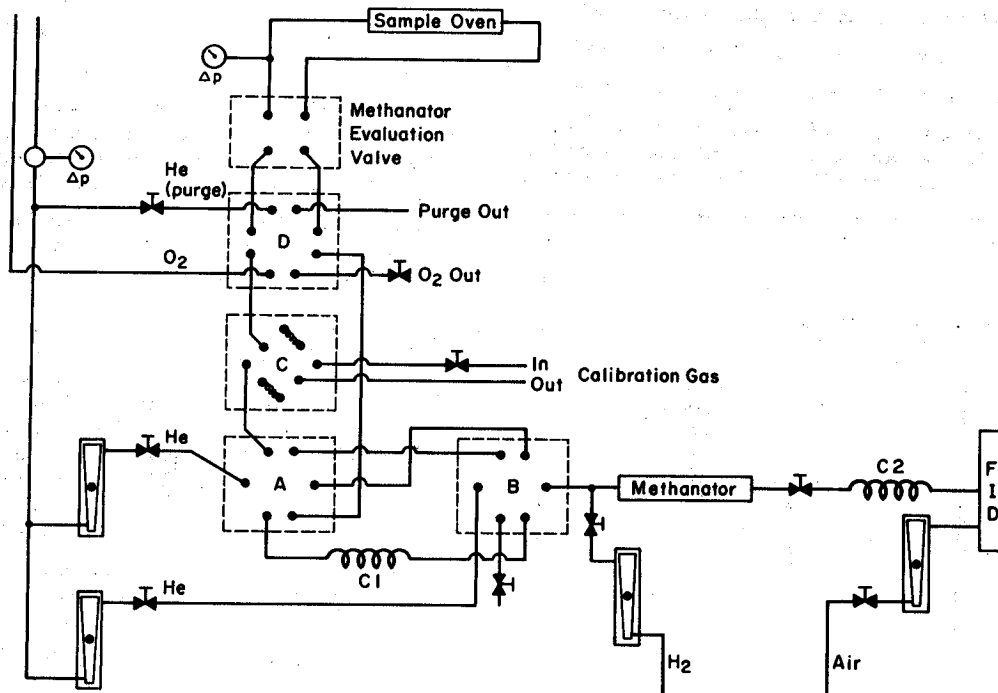 Sample Oven
Δp
Methanator
Evaluation
Valve
Δp
He
(purge)
Purge Out
D
O2
O2 Out
C
In
Out
Calibration Gas
He
A
B
Methanator
C2
F
I
D
C1
He
H2
Air